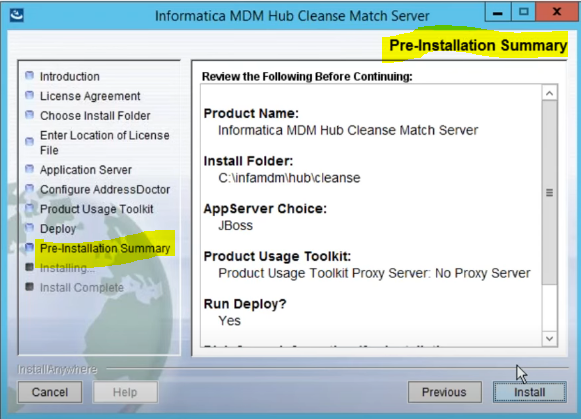 Informatica MDM Hub Cleanse Match Server
Pre-Installation Summary
Introduction
License Agreement
Choose Install Folder
Enter Location of License
File
Application Server
Configure AddressDoctor
Product Usage Toolkit
Deploy
Pre-Installation Summary
Installing...
Install Complete
Review the Following Before Continuing:
Product Name:
Informatica MDM Hub Cleanse Match Server
Install Folder:
C:\infamdm\hub\cleanse
AppServer Choice:
JBoss
Product Usage Toolkit:
Product Usage Toolkit Proxy Server: No Proxy Server
Run Deploy?
Yes
InstallAnywhere
Cancel
Help
Previous
Install